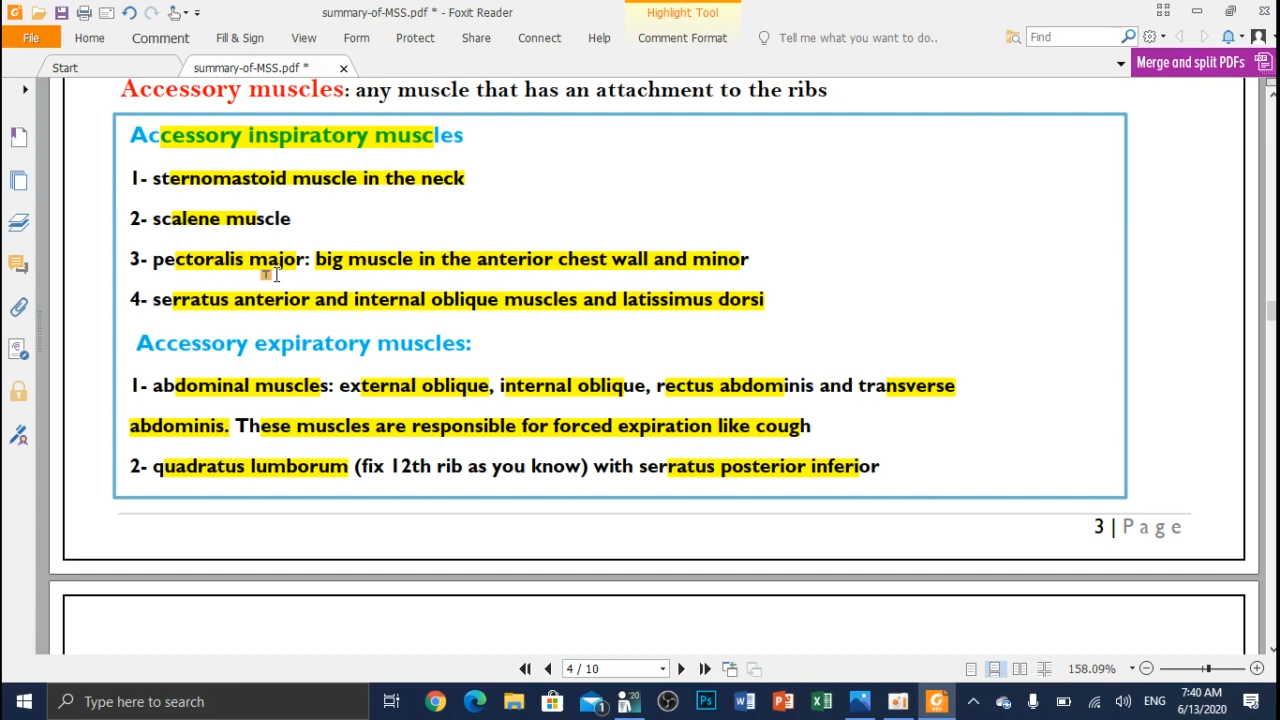 summary-of-MSS.pdf * - Foxit Reader
Highlight Tool
File
Home
Comment
Fill & Sign
View
Form
Protect
Share
Connect
Help
Comment Format
Tell me what you want to do..
Find
Start
summary-of-MSS.pdf *
Merge and split PDFs
Accessory muscles: any muscle that has an attachment to the ribs
Accessory inspiratory muscles
1- sternomastoid muscle in the neck
2- scalene muscle
3- pectoralis major: big muscle in the anterior chest wall and minor
4- serratus anterior and internal oblique muscles and latissimus dorsi
Accessory expiratory muscles:
1- abdominal muscles: external oblique, internal oblique, rectus abdominis and transverse
abdominis. These muscles are responsible for forced expiration like cough
2- quadratus lumborum (fix 12th rib as you know) with serratus posterior inferior
3 | Page
4 / 10
158.09%
Type here to search
ENG
7:40 AM
6/13/2020